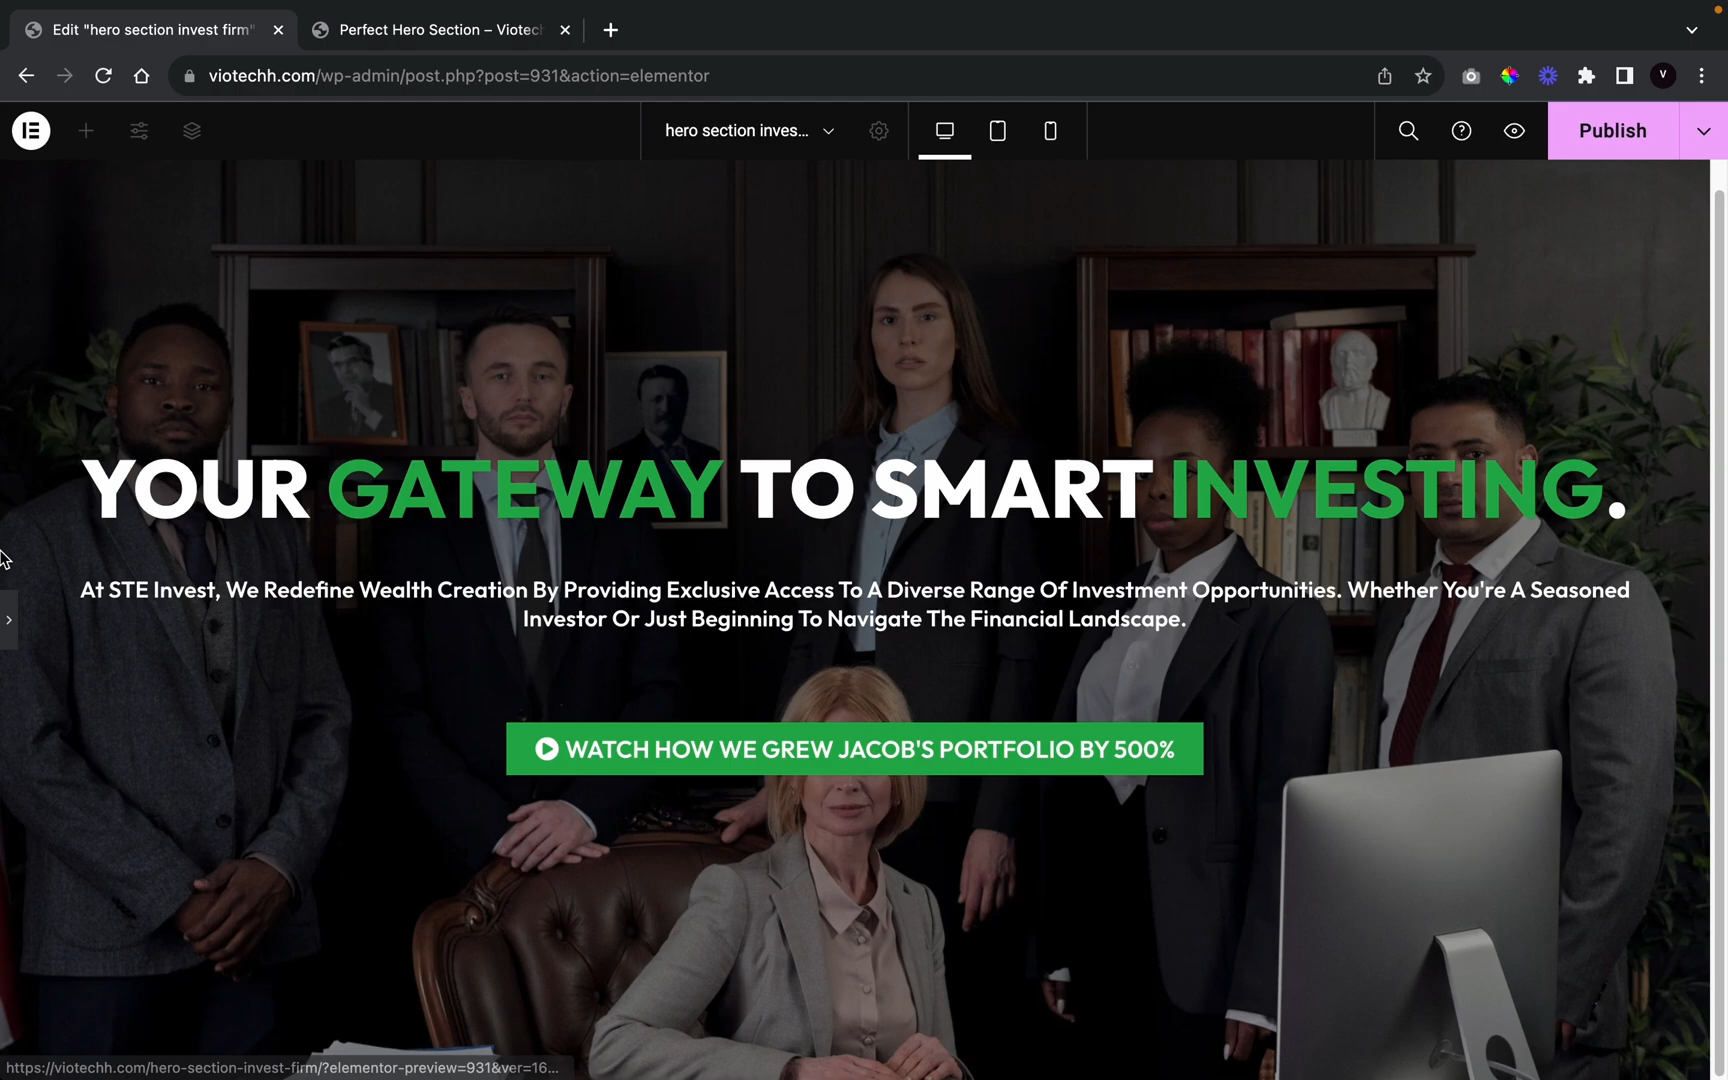 Edit "hero section invest firm"
Perfect Hero Section – Viotech
viotechh.com/wp-admin/post.php?post=931&action=elementor
V
hero section inves...
Publish
YOUR GATEWAY TO SMART INVESTING.
At STE Invest, We Redefine Wealth Creation By Providing Exclusive Access To A Diverse Range Of Investment Opportunities. Whether You're A Seasoned
Investor Or Just Beginning To Navigate The Financial Landscape.
WATCH HOW WE GREW JACOB'S PORTFOLIO BY 500%
https://viotechh.com/hero-section-invest-firm/?elementor-preview=931&ver=16...